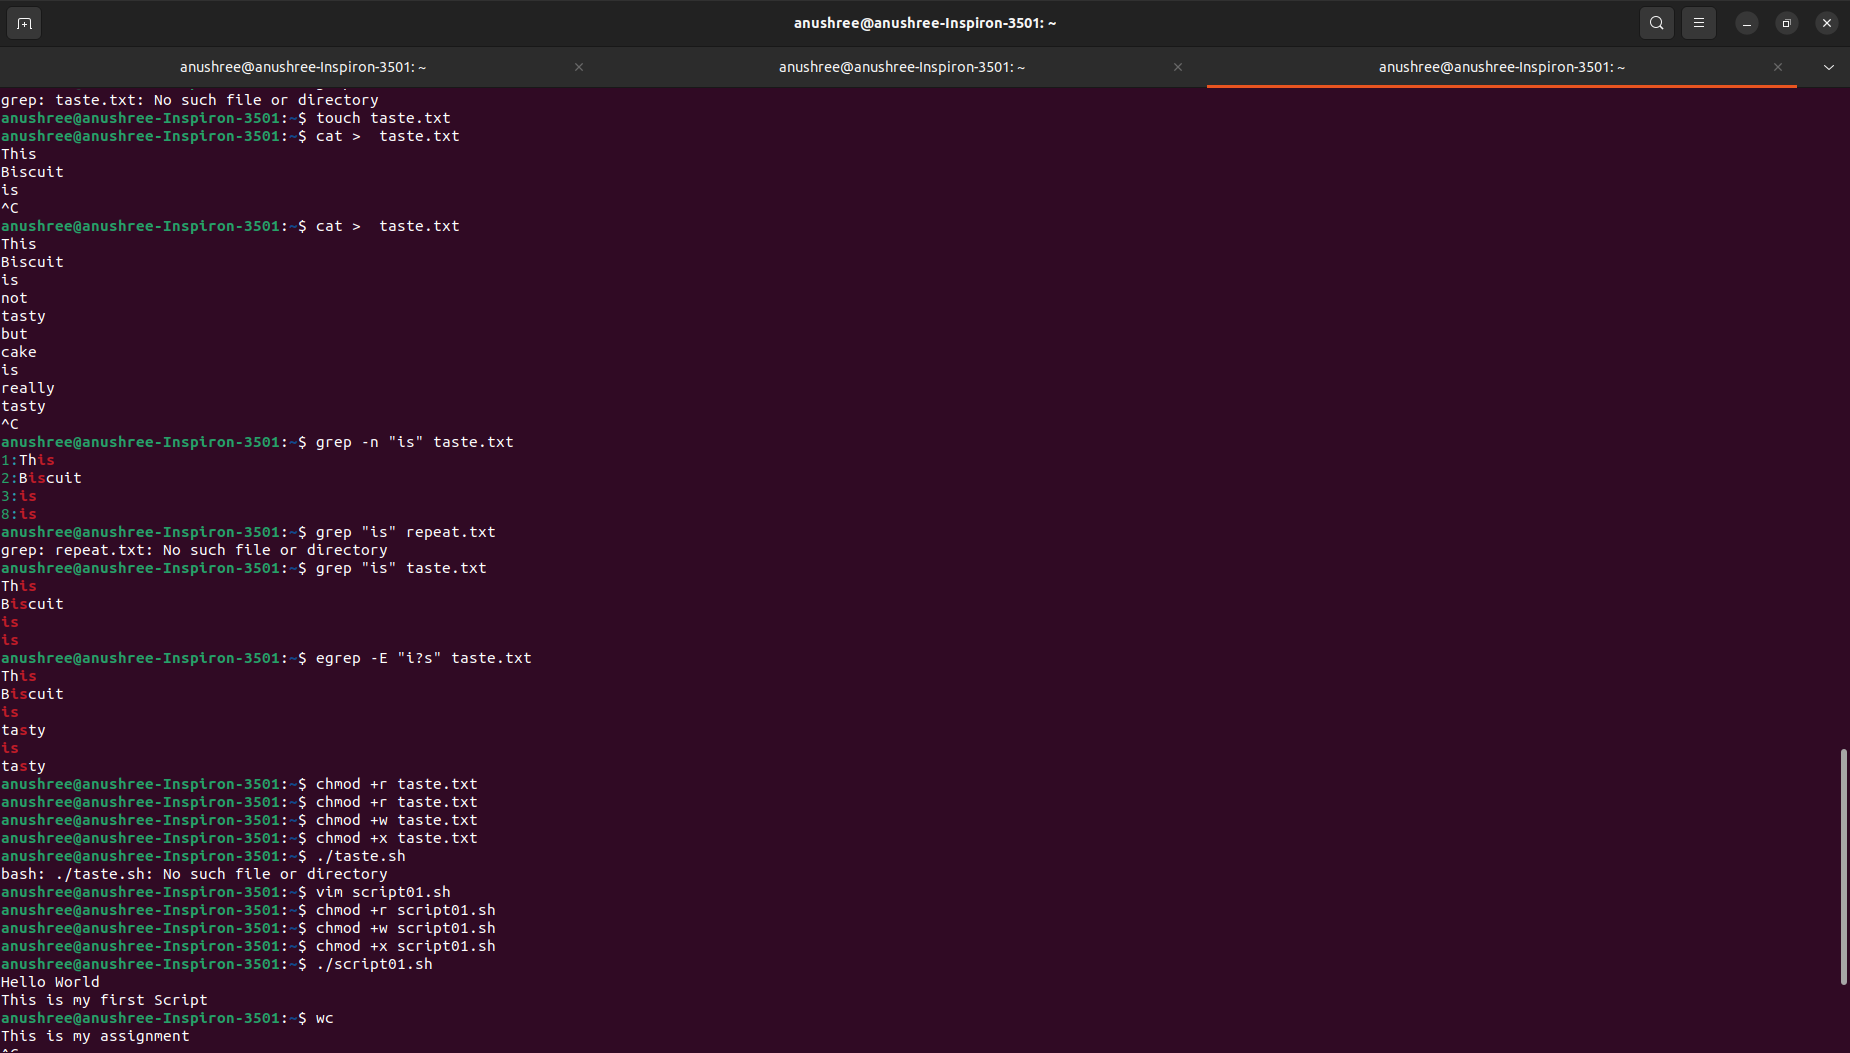 anushree@anushree-Inspiron-3501: ~
anushree@anushree-Inspiron-3501: ~
anushree@anushree-Inspiron-3501: ~
anushree@anushree-Inspiron-3501: ~
grep: taste.txt: No such file or directory
anushree@anushree-Inspiron-3501:~$ touch taste.txt
anushree@anushree-Inspiron-3501:~$ cat >  taste.txt
This
Biscuit
is
^C
anushree@anushree-Inspiron-3501:~$ cat >  taste.txt
This
Biscuit
is
not
tasty
but
cake
is
really
tasty
^C
anushree@anushree-Inspiron-3501:~$ grep -n "is" taste.txt
1:This
2:Biscuit
3:is
8:is
anushree@anushree-Inspiron-3501:~$ grep "is" repeat.txt
grep: repeat.txt: No such file or directory
anushree@anushree-Inspiron-3501:~$ grep "is" taste.txt
This
Biscuit
is
is
anushree@anushree-Inspiron-3501:~$ egrep -E "i?s" taste.txt
This
Biscuit
is
tasty
is
tasty
anushree@anushree-Inspiron-3501:~$ chmod +r taste.txt
anushree@anushree-Inspiron-3501:~$ chmod +r taste.txt
anushree@anushree-Inspiron-3501:~$ chmod +w taste.txt
anushree@anushree-Inspiron-3501:~$ chmod +x taste.txt
anushree@anushree-Inspiron-3501:~$ ./taste.sh
bash: ./taste.sh: No such file or directory
anushree@anushree-Inspiron-3501:~$ vim script01.sh
anushree@anushree-Inspiron-3501:~$ chmod +r script01.sh
anushree@anushree-Inspiron-3501:~$ chmod +w script01.sh
anushree@anushree-Inspiron-3501:~$ chmod +x script01.sh
anushree@anushree-Inspiron-3501:~$ ./script01.sh
Hello World
This is my first Script
anushree@anushree-Inspiron-3501:~$ wc
This is my assignment